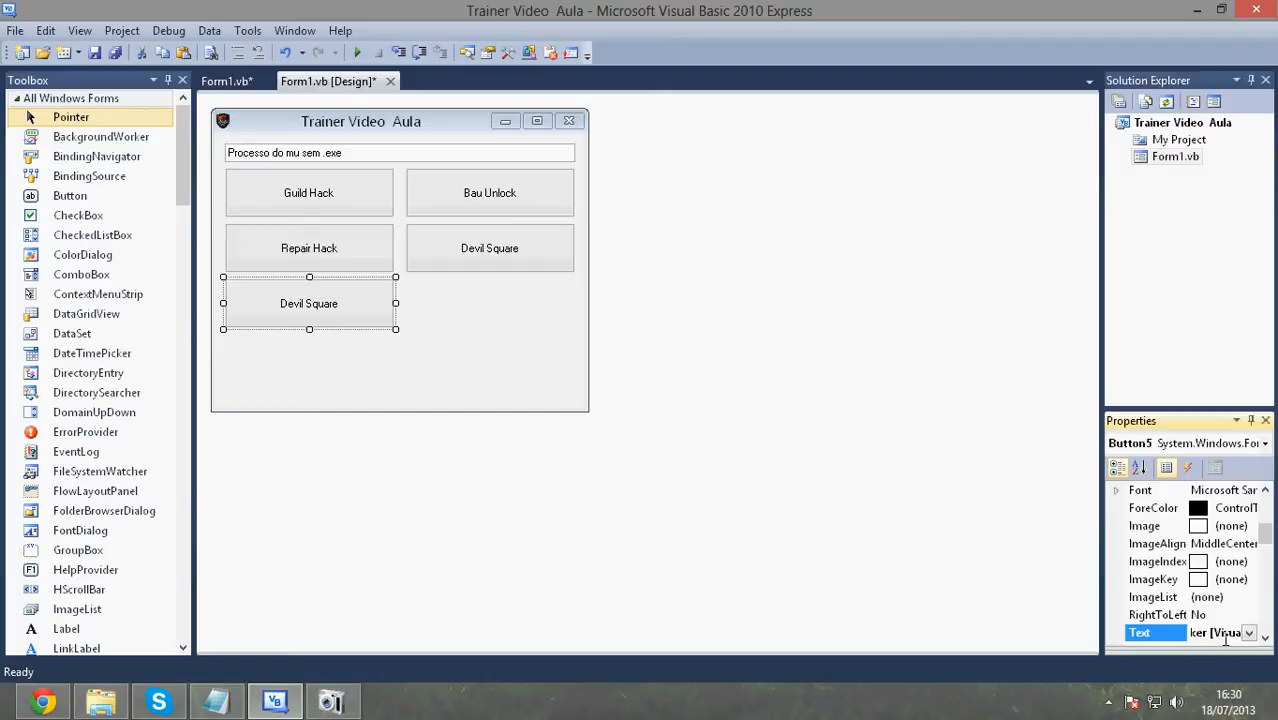 Trainer Video Aula - Microsoft Visual Basic 2010 Express
File Edit View Project Debug Data Tools Window Help
Toolbox
All Windows Forms
Pointer
BackgroundWorker
BindingNavigator
BindingSource
Button
CheckBox
CheckedListBox
ColorDialog
ComboBox
ContextMenuStrip
DataGridView
DataSet
DateTimePicker
DirectoryEntry
DirectorySearcher
DomainUpDown
ErrorProvider
EventLog
FileSystemWatcher
FlowLayoutPanel
FolderBrowserDialog
FontDialog
GroupBox
HelpProvider
HScrollBar
ImageList
Label
LinkLabel
Form1.vb* Form1.vb [Design]*
Trainer Video Aula
Processo do mu sem .exe
Guild Hack Bau Unlock
Repair Hack Devil Square
Devil Square
Solution Explorer
Trainer Video Aula
My Project
Form1.vb
Properties
Button5 System.Windows.For
Font Microsoft San
ForeColor ControlT
Image (none)
ImageAlign MiddleCenter
ImageIndex (none)
ImageKey (none)
ImageList (none)
RightToLeft No
Text ker [Visua
Ready
16:30
18/07/2013